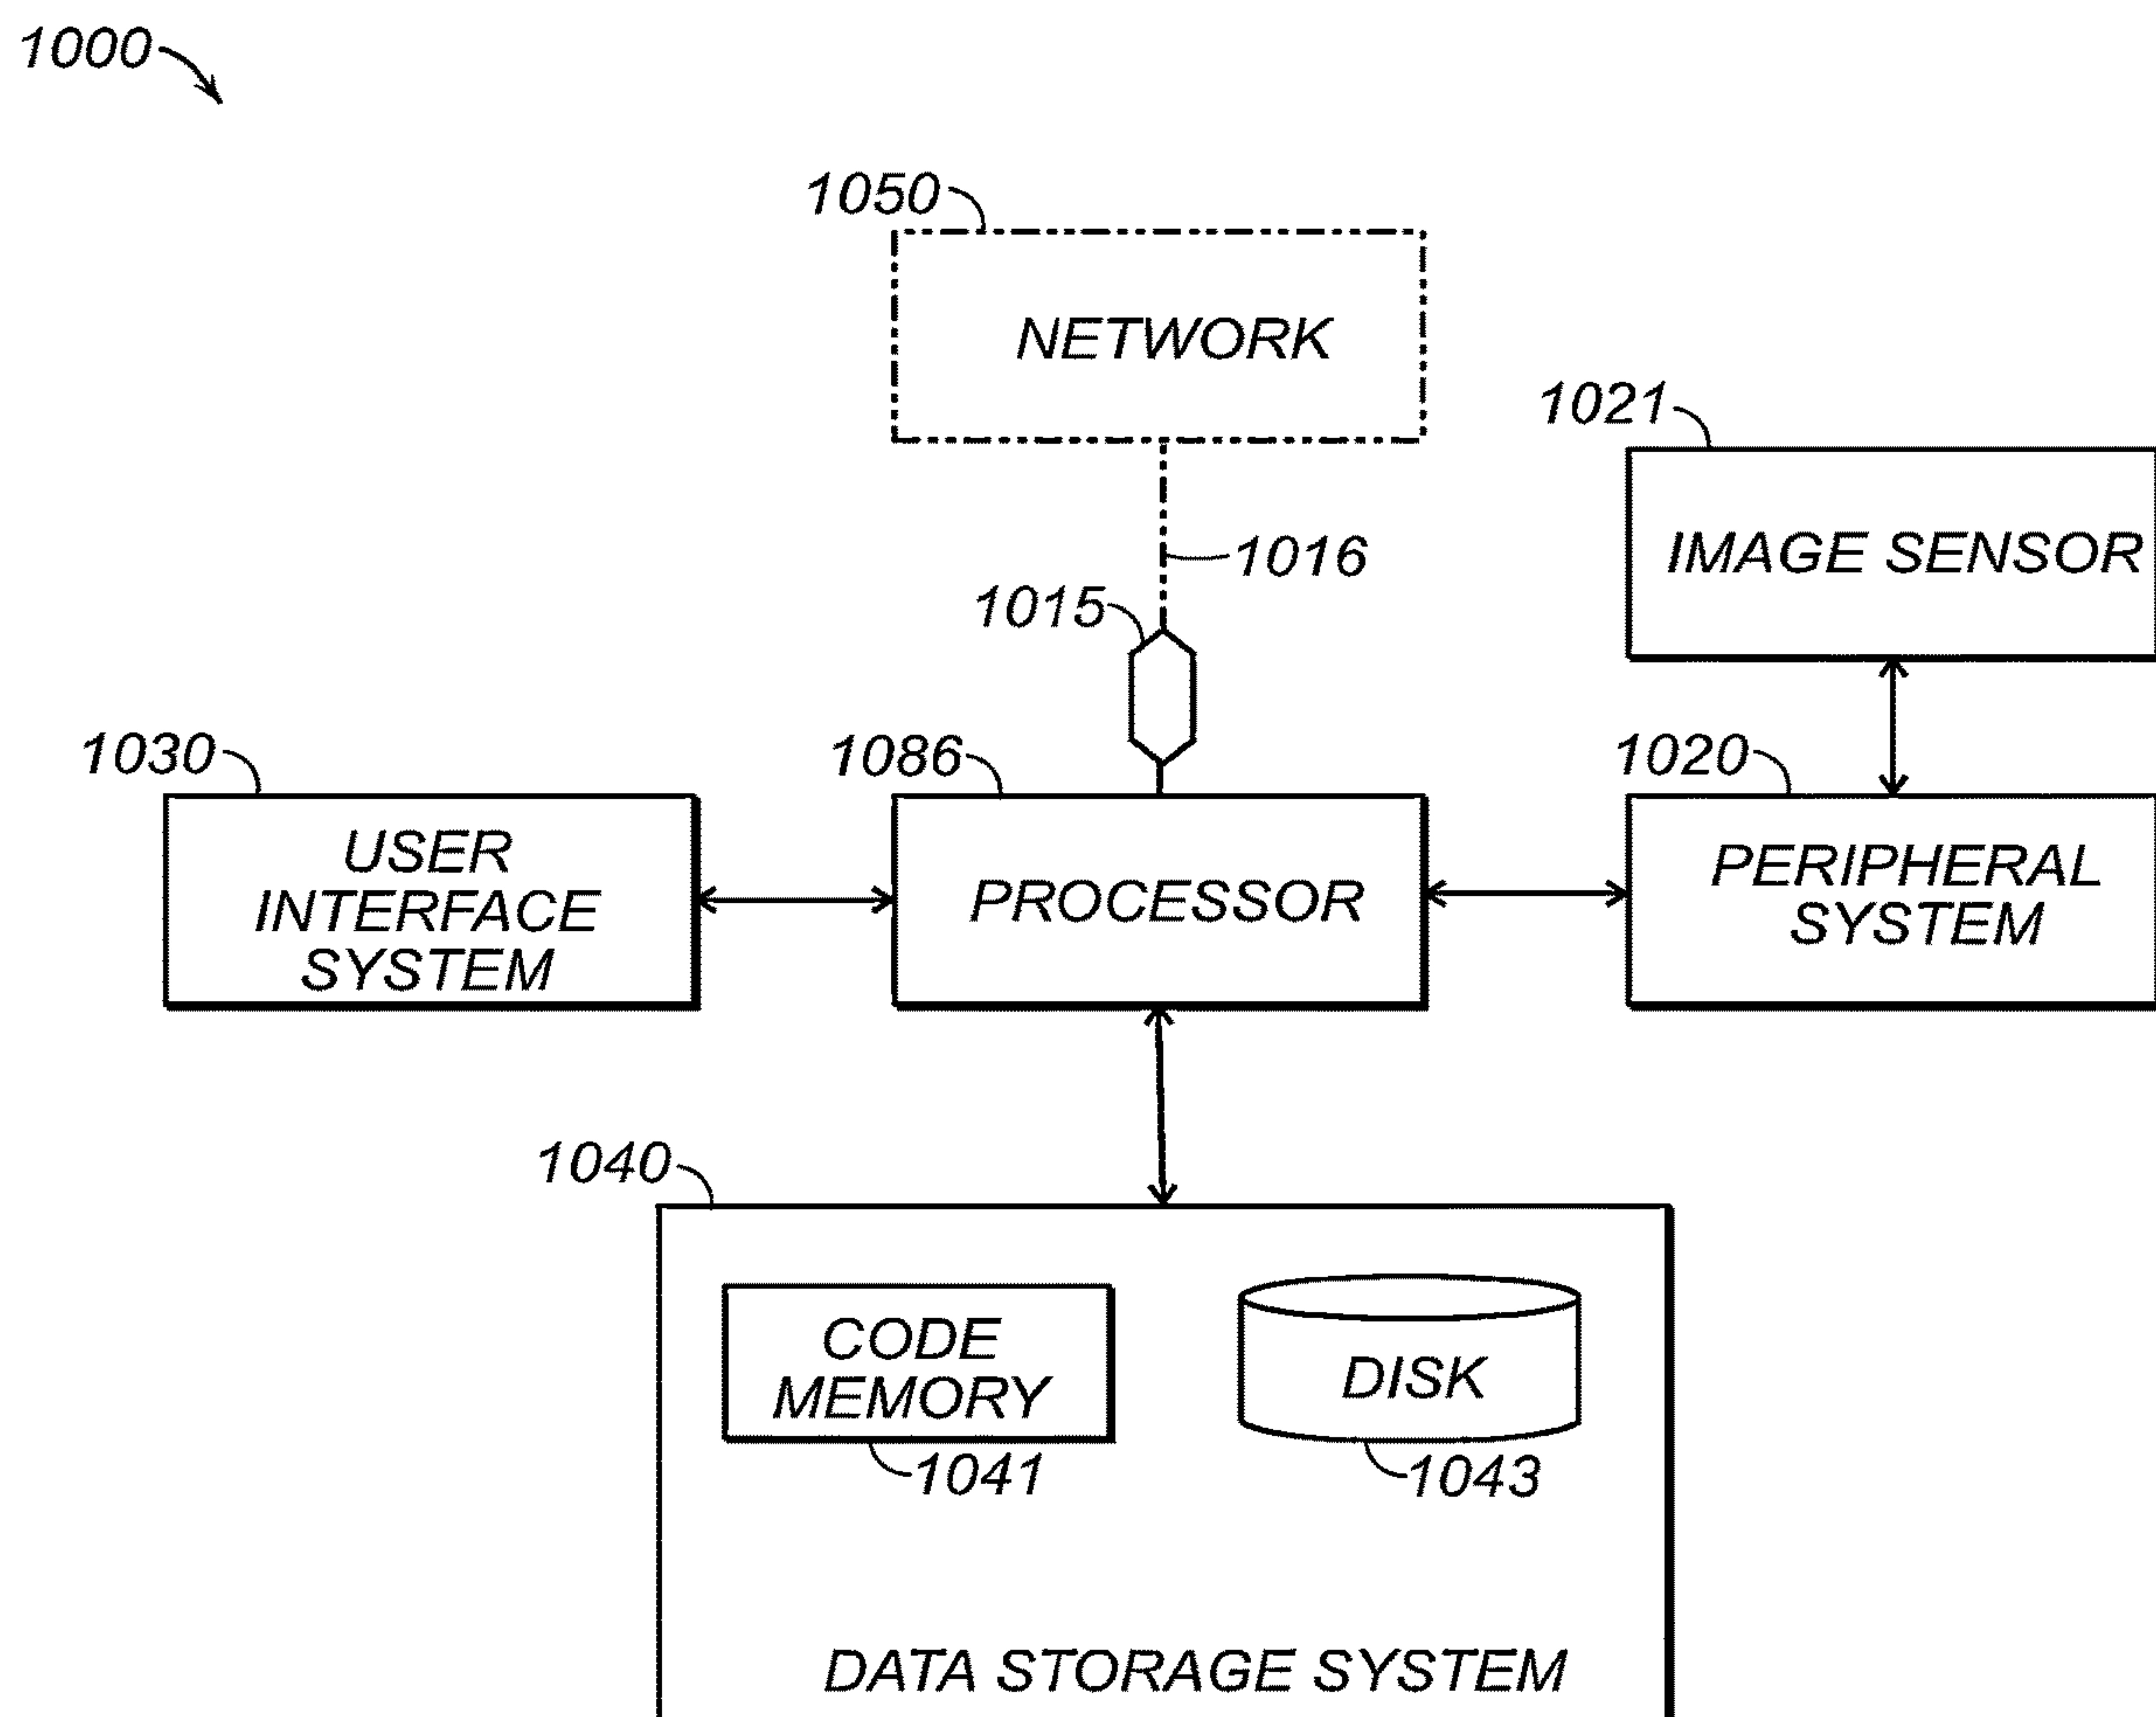 1000
1050
NETWORK
1021
IMAGE SENSOR
1016
1015
1030
USER
INTERFACE
SYSTEM
1086
PROCESSOR
1020
PERIPHERAL
SYSTEM
1040
CODE
MEMORY
1041
DISK
1043
DATA STORAGE SYSTEM